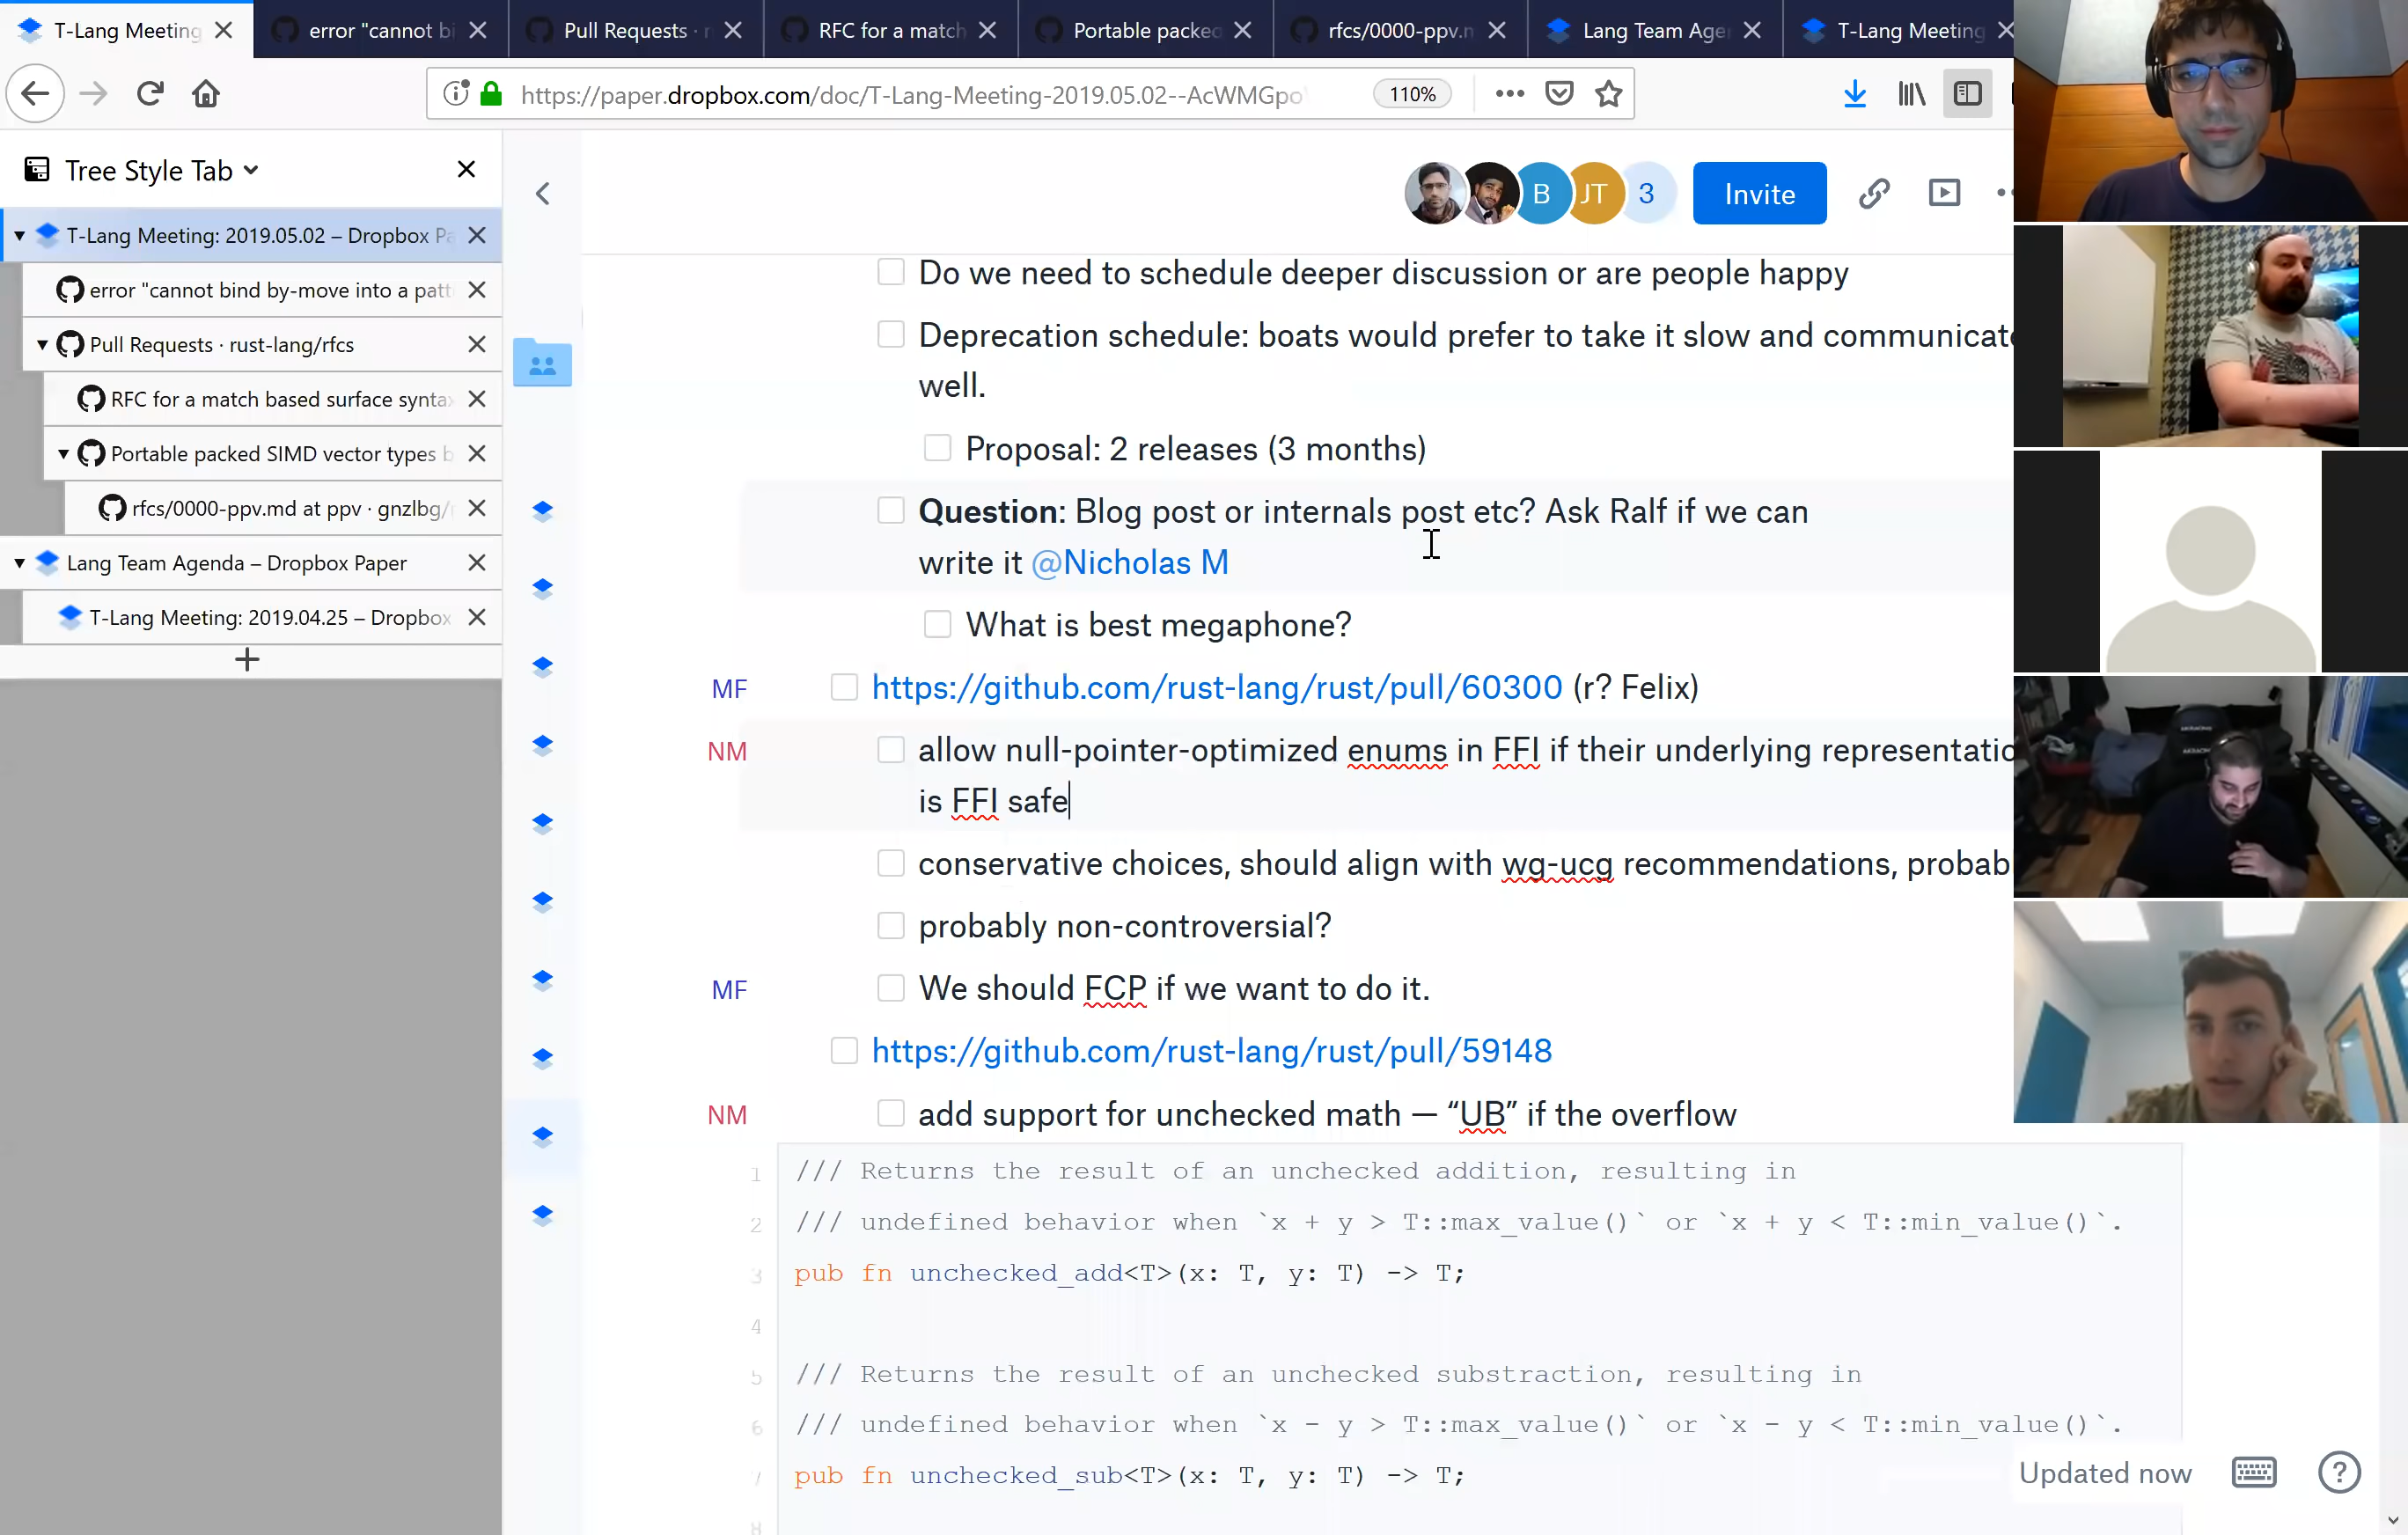 T-Lang Meeting
error "cannot bi
Pull Requests ·
RFC for a match
Portable packed
rfcs/0000-ppv.m
Lang Team Age
T-Lang Meeting
https://paper.dropbox.com/doc/T-Lang-Meeting-2019.05.02--AcWMGpo
110%
Tree Style Tab
T-Lang Meeting: 2019.05.02 – Dropbox Pa
error "cannot bind by-move into a patt
Pull Requests · rust-lang/rfcs
RFC for a match based surface syntax
Portable packed SIMD vector types b
rfcs/0000-ppv.md at ppv · gnzlbg/r
Lang Team Agenda – Dropbox Paper
T-Lang Meeting: 2019.04.25 – Dropbox
B
JT
3
Invite
Do we need to schedule deeper discussion or are people happy
Deprecation schedule: boats would prefer to take it slow and communicate
well.
Proposal: 2 releases (3 months)
Question: Blog post or internals post etc? Ask Ralf if we can
write it @Nicholas M
What is best megaphone?
MF https://github.com/rust-lang/rust/pull/60300 (r? Felix)
NM allow null-pointer-optimized enums in FFI if their underlying representatio
is FFI safe
conservative choices, should align with wg-ucg recommendations, probab
probably non-controversial?
MF We should FCP if we want to do it.
https://github.com/rust-lang/rust/pull/59148
NM add support for unchecked math — “UB” if the overflow
1 /// Returns the result of an unchecked addition, resulting in
2 /// undefined behavior when `x + y > T::max_value()` or `x + y < T::min_value()`.
3 pub fn unchecked_add<T>(x: T, y: T) -> T;
4
5 /// Returns the result of an unchecked substraction, resulting in
6 /// undefined behavior when `x - y > T::max_value()` or `x - y < T::min_value()`.
7 pub fn unchecked_sub<T>(x: T, y: T) -> T;
8
Updated now